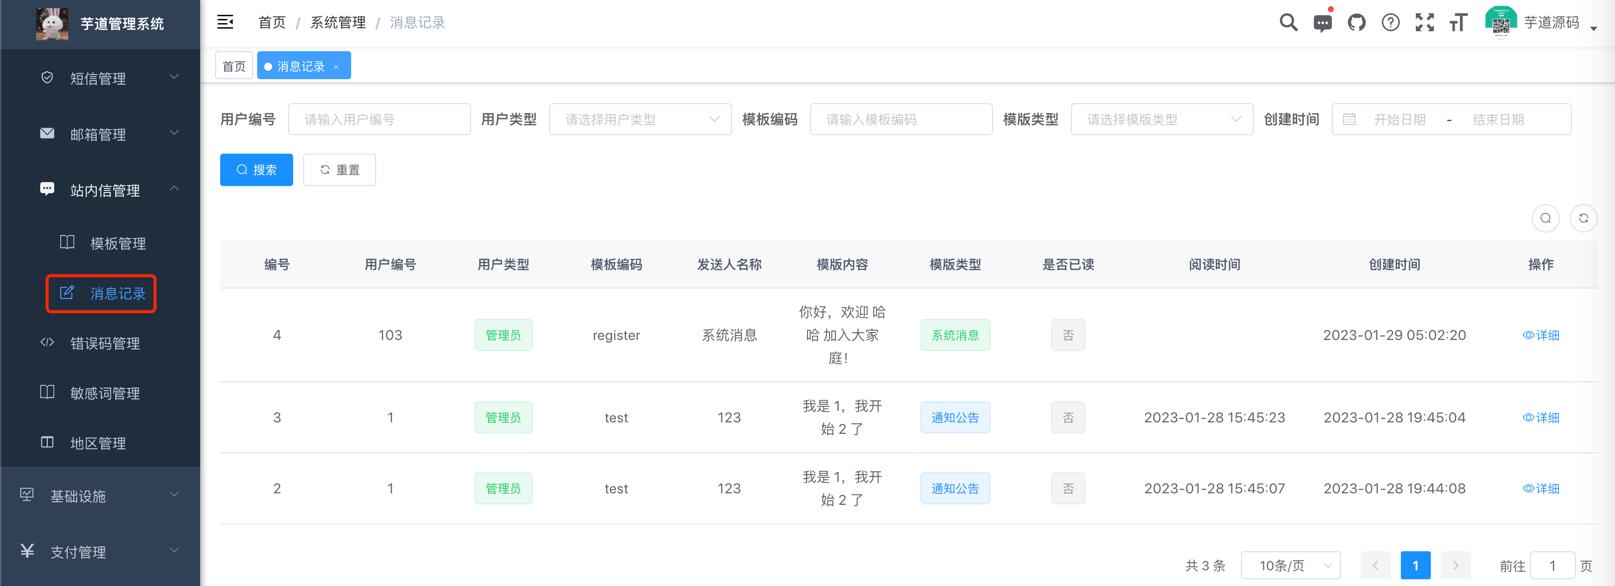 芋道管理系统
首页 / 系统管理 / 消息记录
芋道源码
首页
消息记录 ×
短信管理
邮箱管理
站内信管理
模板管理
消息记录
错误码管理
敏感词管理
地区管理
基础设施
支付管理
用户编号 请输入用户编号 用户类型 请选择用户类型 模板编码 请输入模板编码 模版类型 请选择模版类型 创建时间 开始日期 - 结束日期
搜索 重置
编号 用户编号 用户类型 模板编码 发送人名称 模版内容 模版类型 是否已读 阅读时间 创建时间 操作
4 103 管理员 register 系统消息 你好，欢迎 哈
哈 加入大家
庭！ 系统消息 否 2023-01-29 05:02:20 详细
3 1 管理员 test 123 我是 1，我开
始 2 了 通知公告 否 2023-01-28 15:45:23 2023-01-28 19:45:04 详细
2 1 管理员 test 123 我是 1，我开
始 2 了 通知公告 否 2023-01-28 15:45:07 2023-01-28 19:44:08 详细
共 3 条 10条/页 1 前往 1 页